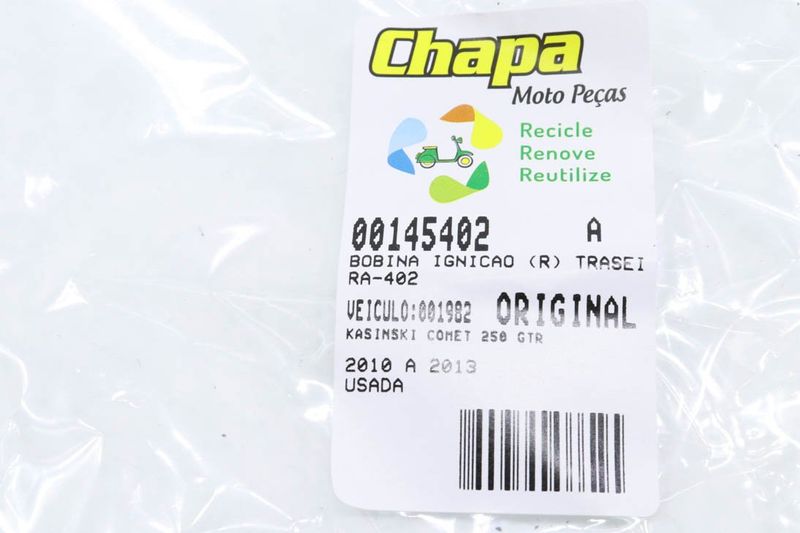 Chapa
Moto Peças
Recicle
Renove
Reutilize
00145402 A
BOBINA IGNICAO (R) TRASEI
RA-402
VEICULO:001982 ORIGINAL
KASINSKI COMET 250 GTR
2010 A 2013
USADA